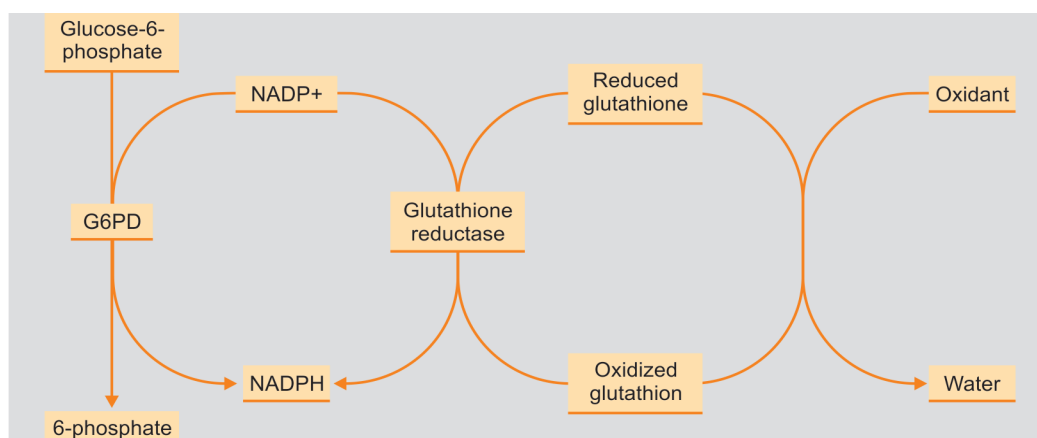 Glucose-6-
phosphate
NADP+
Reduced
glutathione
Oxidant
G6PD
Glutathione
reductase
NADPH
Oxidized
glutathion
Water
6-phosphate